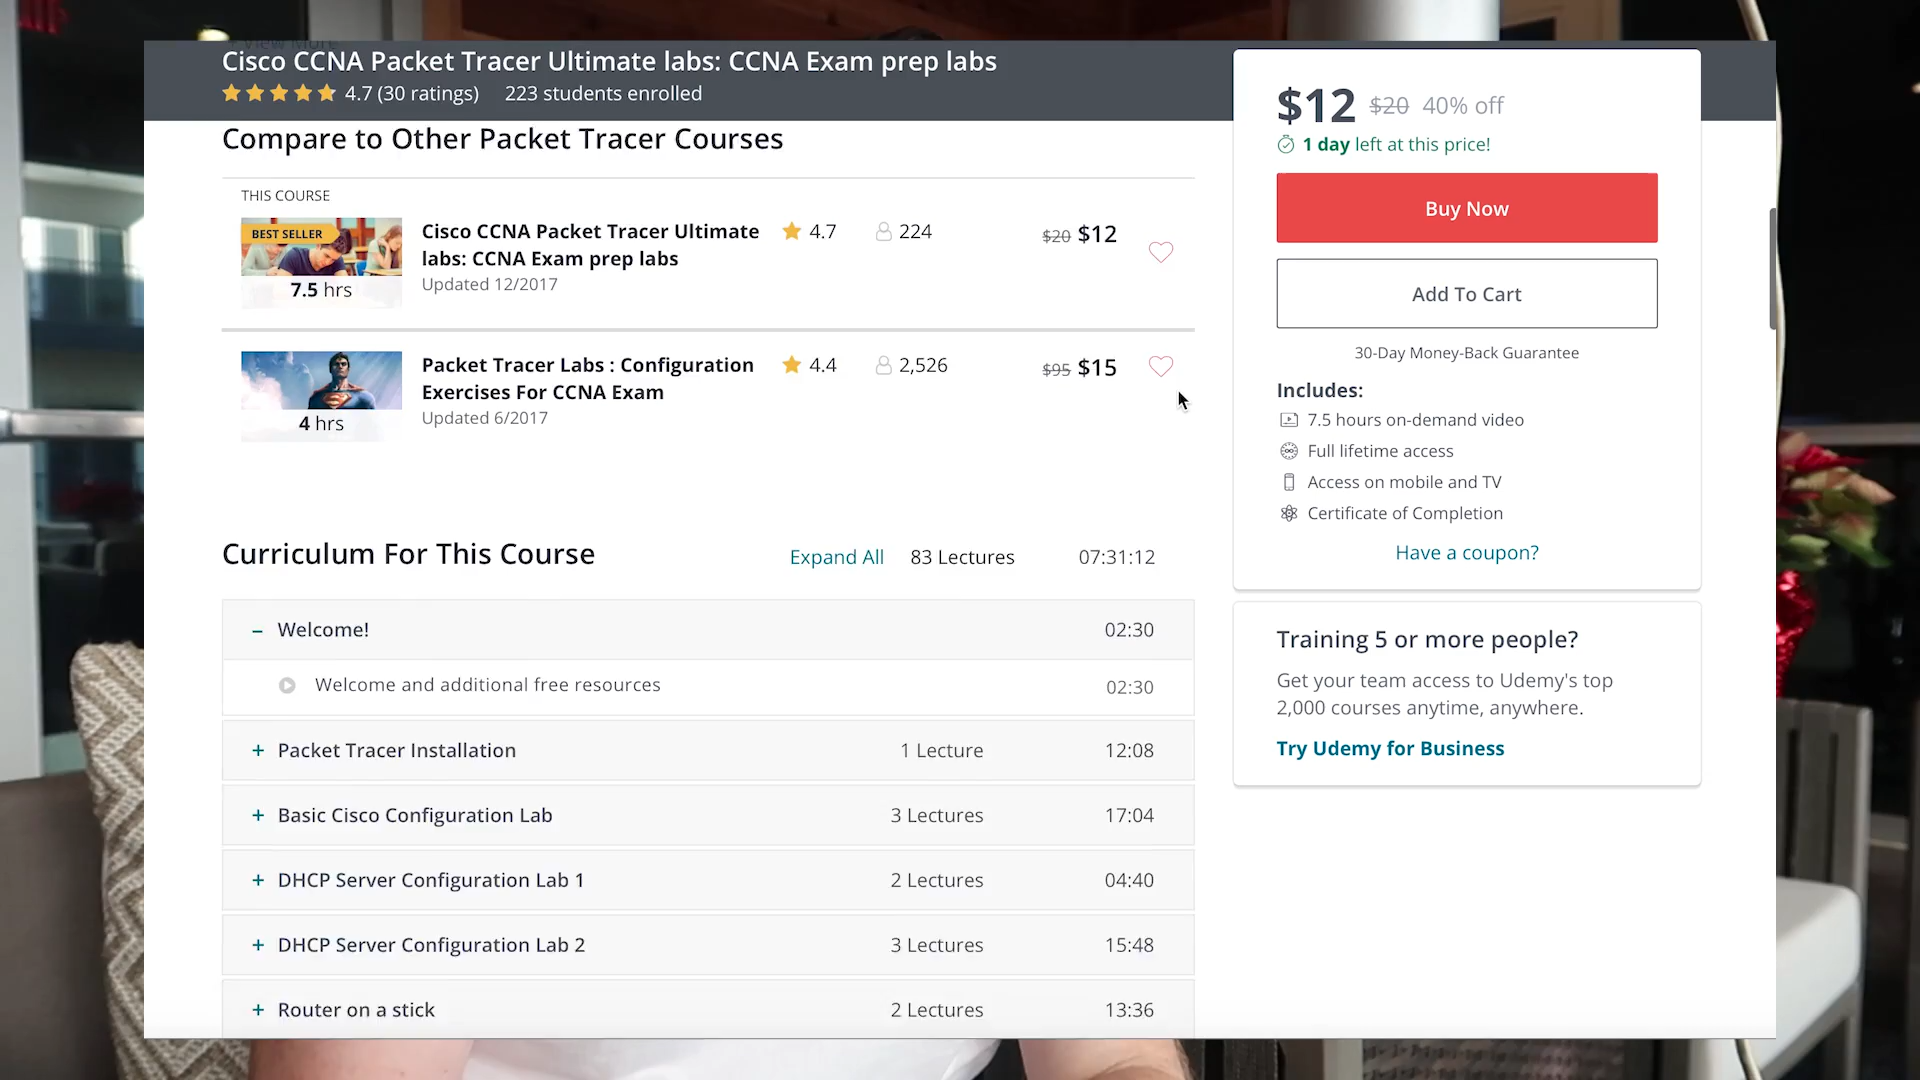 + View More
Cisco CCNA Packet Tracer Ultimate labs: CCNA Exam prep labs
4.7 (30 ratings) 223 students enrolled
Compare to Other Packet Tracer Courses
THIS COURSE
BEST SELLER
7.5 hrs
Cisco CCNA Packet Tracer Ultimate
labs: CCNA Exam prep labs
Updated 12/2017
4.7
224
$20 $12
4 hrs
Packet Tracer Labs : Configuration
Exercises For CCNA Exam
Updated 6/2017
4.4
2,526
$95 $15
Curriculum For This Course
Expand All
83 Lectures
07:31:12
– Welcome! 02:30
Welcome and additional free resources 02:30
+ Packet Tracer Installation 1 Lecture 12:08
+ Basic Cisco Configuration Lab 3 Lectures 17:04
+ DHCP Server Configuration Lab 1 2 Lectures 04:40
+ DHCP Server Configuration Lab 2 3 Lectures 15:48
+ Router on a stick 2 Lectures 13:36
$12 $20 40% off
1 day left at this price!
Buy Now
Add To Cart
30-Day Money-Back Guarantee
Includes:
7.5 hours on-demand video
Full lifetime access
Access on mobile and TV
Certificate of Completion
Have a coupon?
Training 5 or more people?
Get your team access to Udemy's top
2,000 courses anytime, anywhere.
Try Udemy for Business